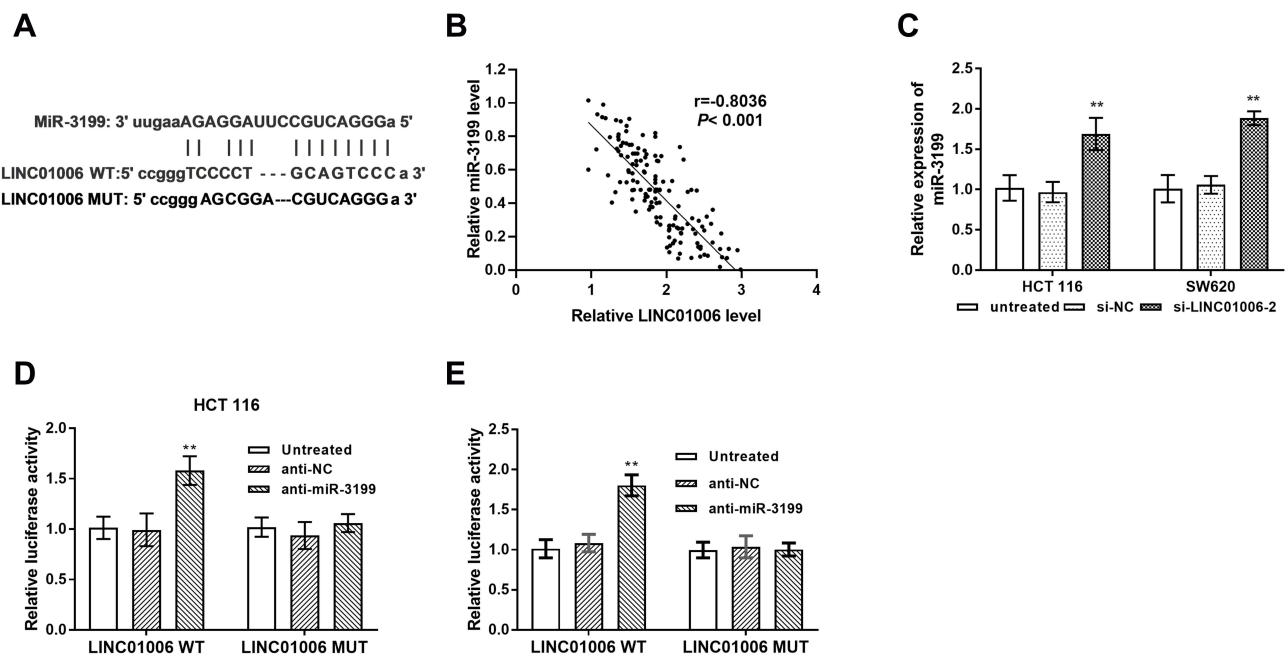 A
MiR-3199: 3' uugaaAGAGGAUUCCGUCAGGGa 5'
LINC01006 WT:5' ccgggTCCCCT ---GCAGTCCC a 3'
LINC01006 MUT: 5' ccggg AGCGGA---CGUCAGGG a 3'
B
Relative miR-3199 level
1.2
1.0
0.8
0.6
0.4
0.2
0.0
r=-0.8036
P< 0.001
0 1 2 3 4
Relative LINC01006 level
C
Relative expression of
miR-3199
2.5
2.0
1.5
1.0
0.5
0.0
** **
HCT 116 SW620
untreated si-NC si-LINC01006-2
D
HCT 116
Relative luciferase activity
2.0
1.5
1.0
0.5
0.0
**
Untreated
anti-NC
anti-miR-3199
LINC01006 WT LINC01006 MUT
E
Relative luciferase activity
2.5
2.0
1.5
1.0
0.5
0.0
**
Untreated
anti-NC
anti-miR-3199
LINC01006 WT LINC01006 MUT